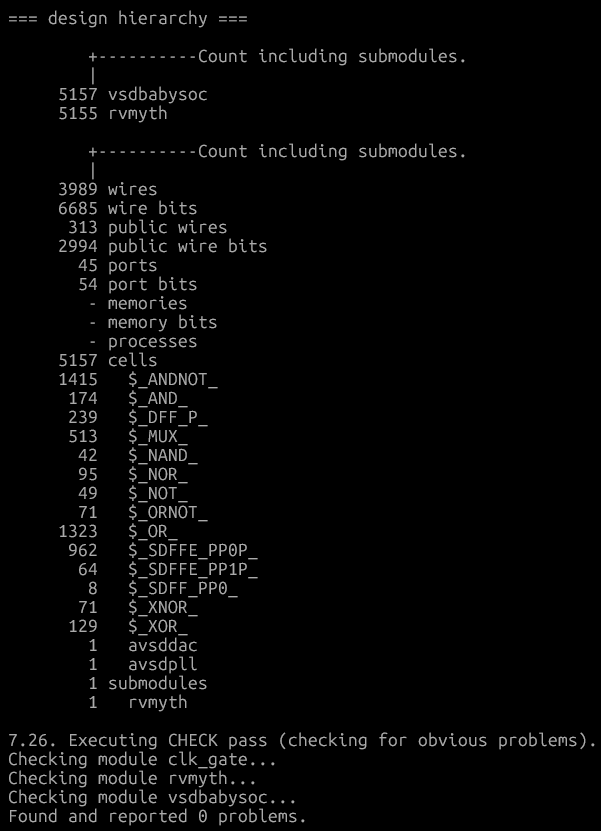 === design hierarchy ===
+----------Count including submodules.
|
5157 vsdbabysoc
5155 rvmyth
+----------Count including submodules.
|
3989 wires
6685 wire bits
313 public wires
2994 public wire bits
45 ports
54 port bits
- memories
- memory bits
- processes
5157 cells
1415 $_ANDNOT_
174 $_AND_
239 $_DFF_P_
513 $_MUX_
42 $_NAND_
95 $_NOR_
49 $_NOT_
71 $_ORNOT_
1323 $_OR_
962 $_SDFFE_PP0P_
64 $_SDFFE_PP1P_
8 $_SDFF_PP0_
71 $_XNOR_
129 $_XOR_
1 avsddac
1 avsdpll
1 submodules
1 rvmyth
7.26. Executing CHECK pass (checking for obvious problems).
Checking module clk_gate...
Checking module rvmyth...
Checking module vsdbabysoc...
Found and reported 0 problems.